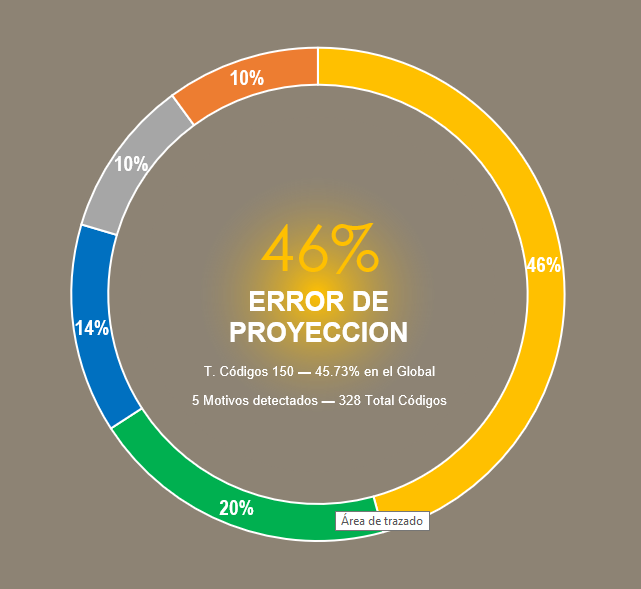 10%
10%
46%
46%
ERROR DE
PROYECCION
14%
T. Códigos 150 — 45.73% en el Global
5 Motivos detectados — 328 Total Códigos
20%
Área de trazado